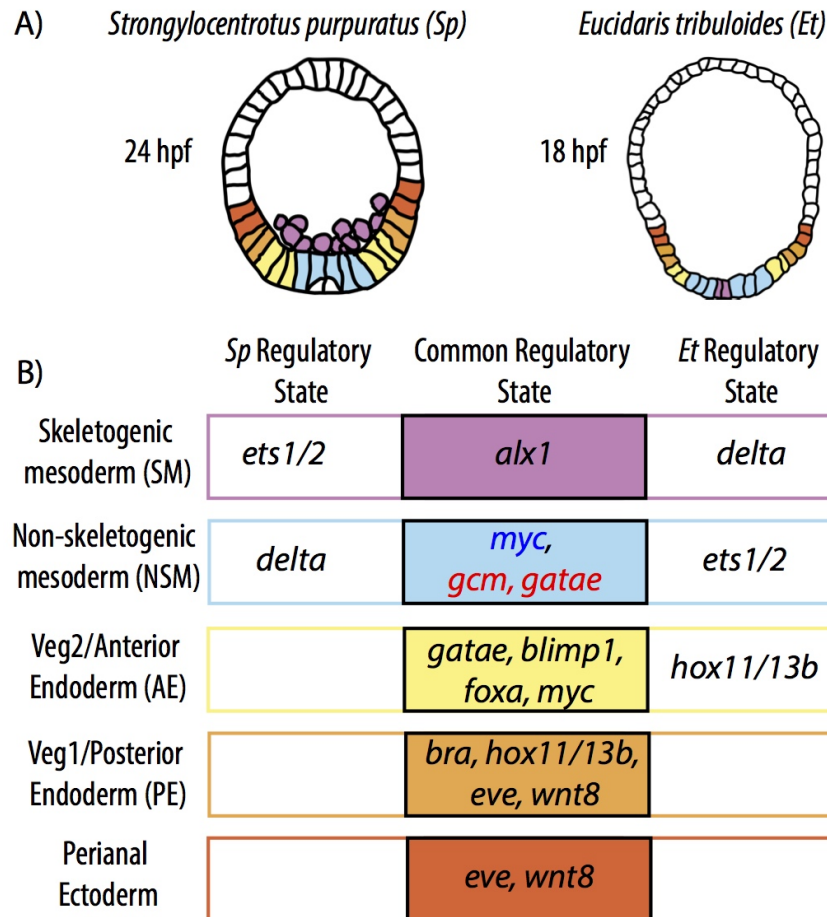 A)
Strongylocentrotus purpuratus (Sp)
Eucidaris tribuloides (Et)
24 hpf
18 hpf
B)
Sp Regulatory
State
Common Regulatory
State
Et Regulatory
State
Skeletogenic
mesoderm (SM)
ets1/2
alx1
delta
Non-skeletogenic
mesoderm (NSM)
delta
myc,
gcm, gatae
ets1/2
Veg2/Anterior
Endoderm (AE)
gatae, blimp1,
foxa, myc
hox11/13b
Veg1/Posterior
Endoderm (PE)
bra, hox11/13b,
eve, wnt8
Perianal
Ectoderm
eve, wnt8